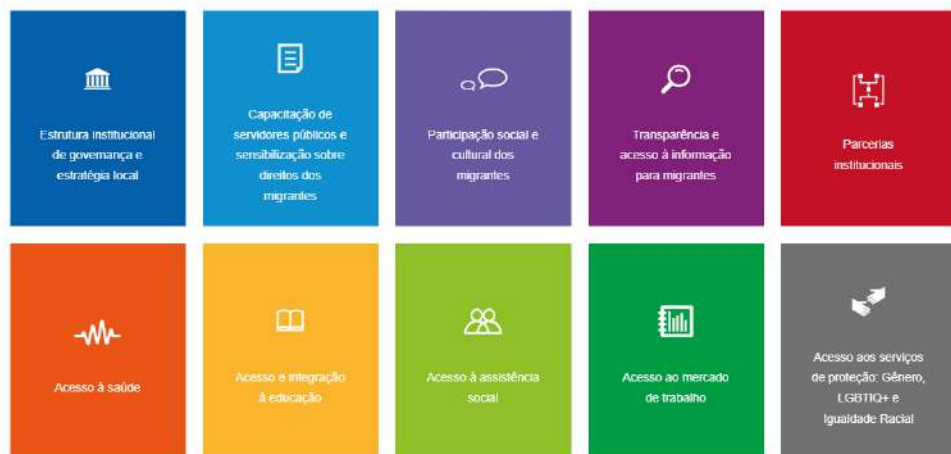 Estrutura institucional
de governança e
estratégia local
Capacitação de
servidores públicos e
sensibilização sobre
direitos dos
migrantes
Participação social e
cultural dos
migrantes
Transparência e
acesso à informação
para migrantes
Parcerias
institucionais
Acesso à saúde
Acesso e integração
à educação
Acesso à assistência
social
Acesso ao mercado
de trabalho
Acesso aos serviços
de proteção: Gênero,
LGBTIQ+ e
Igualdade Racial